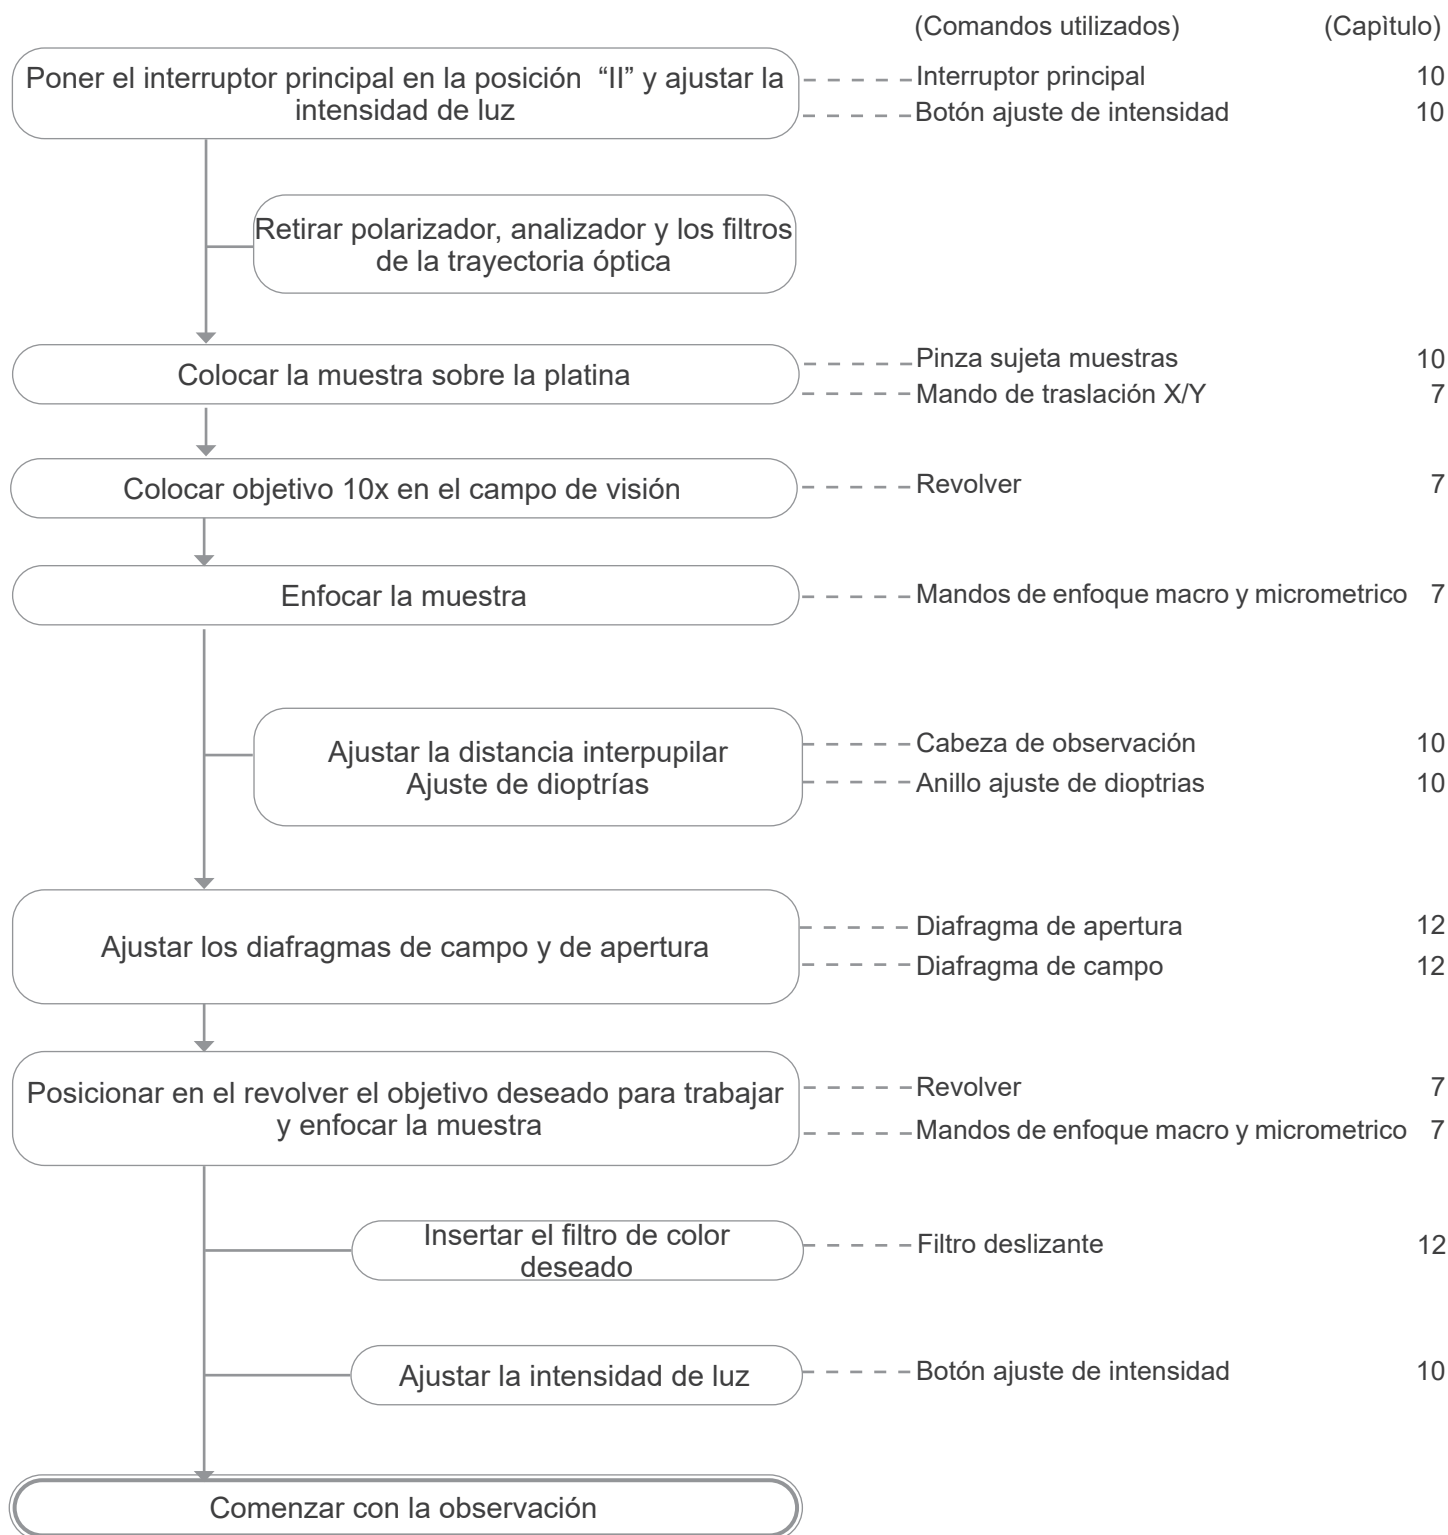 (Comandos utilizados) (Capìtulo)
Poner el interruptor principal en la posición “II” y ajustar la
intensidad de luz
Interruptor principal 10
Botón ajuste de intensidad 10
Retirar polarizador, analizador y los filtros
de la trayectoria óptica
Colocar la muestra sobre la platina
Pinza sujeta muestras 10
Mando de traslación X/Y 7
Colocar objetivo 10x en el campo de visión
Revolver 7
Enfocar la muestra
Mandos de enfoque macro y micrometrico 7
Ajustar la distancia interpupilar
Ajuste de dioptrías
Cabeza de observación 10
Anillo ajuste de dioptrias 10
Ajustar los diafragmas de campo y de apertura
Diafragma de apertura 12
Diafragma de campo 12
Posicionar en el revolver el objetivo deseado para trabajar
y enfocar la muestra
Revolver 7
Mandos de enfoque macro y micrometrico 7
Insertar el filtro de color
deseado
Filtro deslizante 12
Ajustar la intensidad de luz
Botón ajuste de intensidad 10
Comenzar con la observación